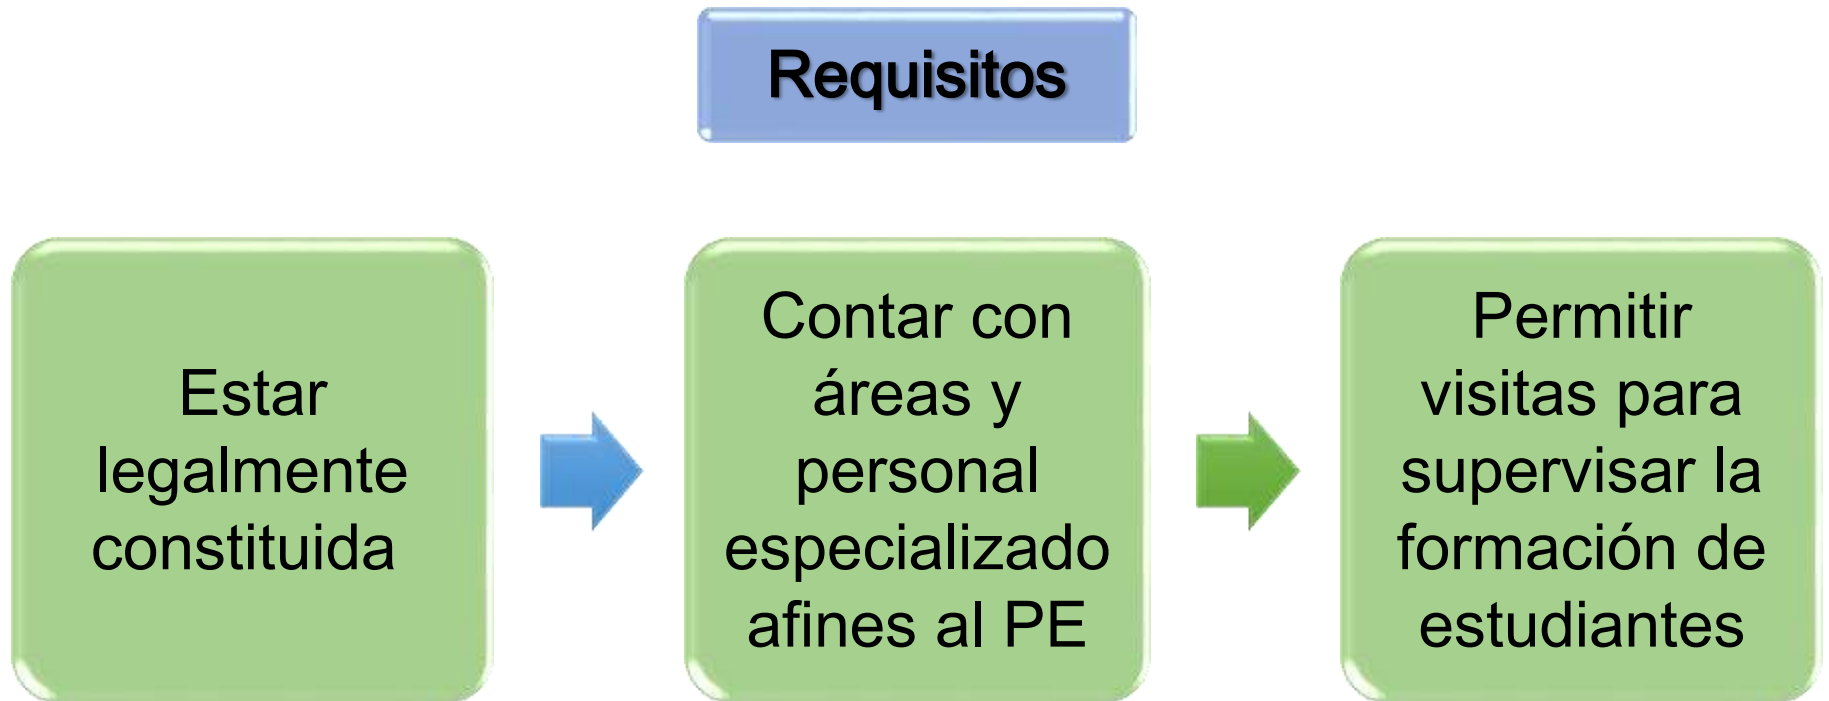 Requisitos
Estar
legalmente
constituida
Contar con
áreas y
personal
especializado
afines al PE
Permitir
visitas para
supervisar la
formación de
estudiantes